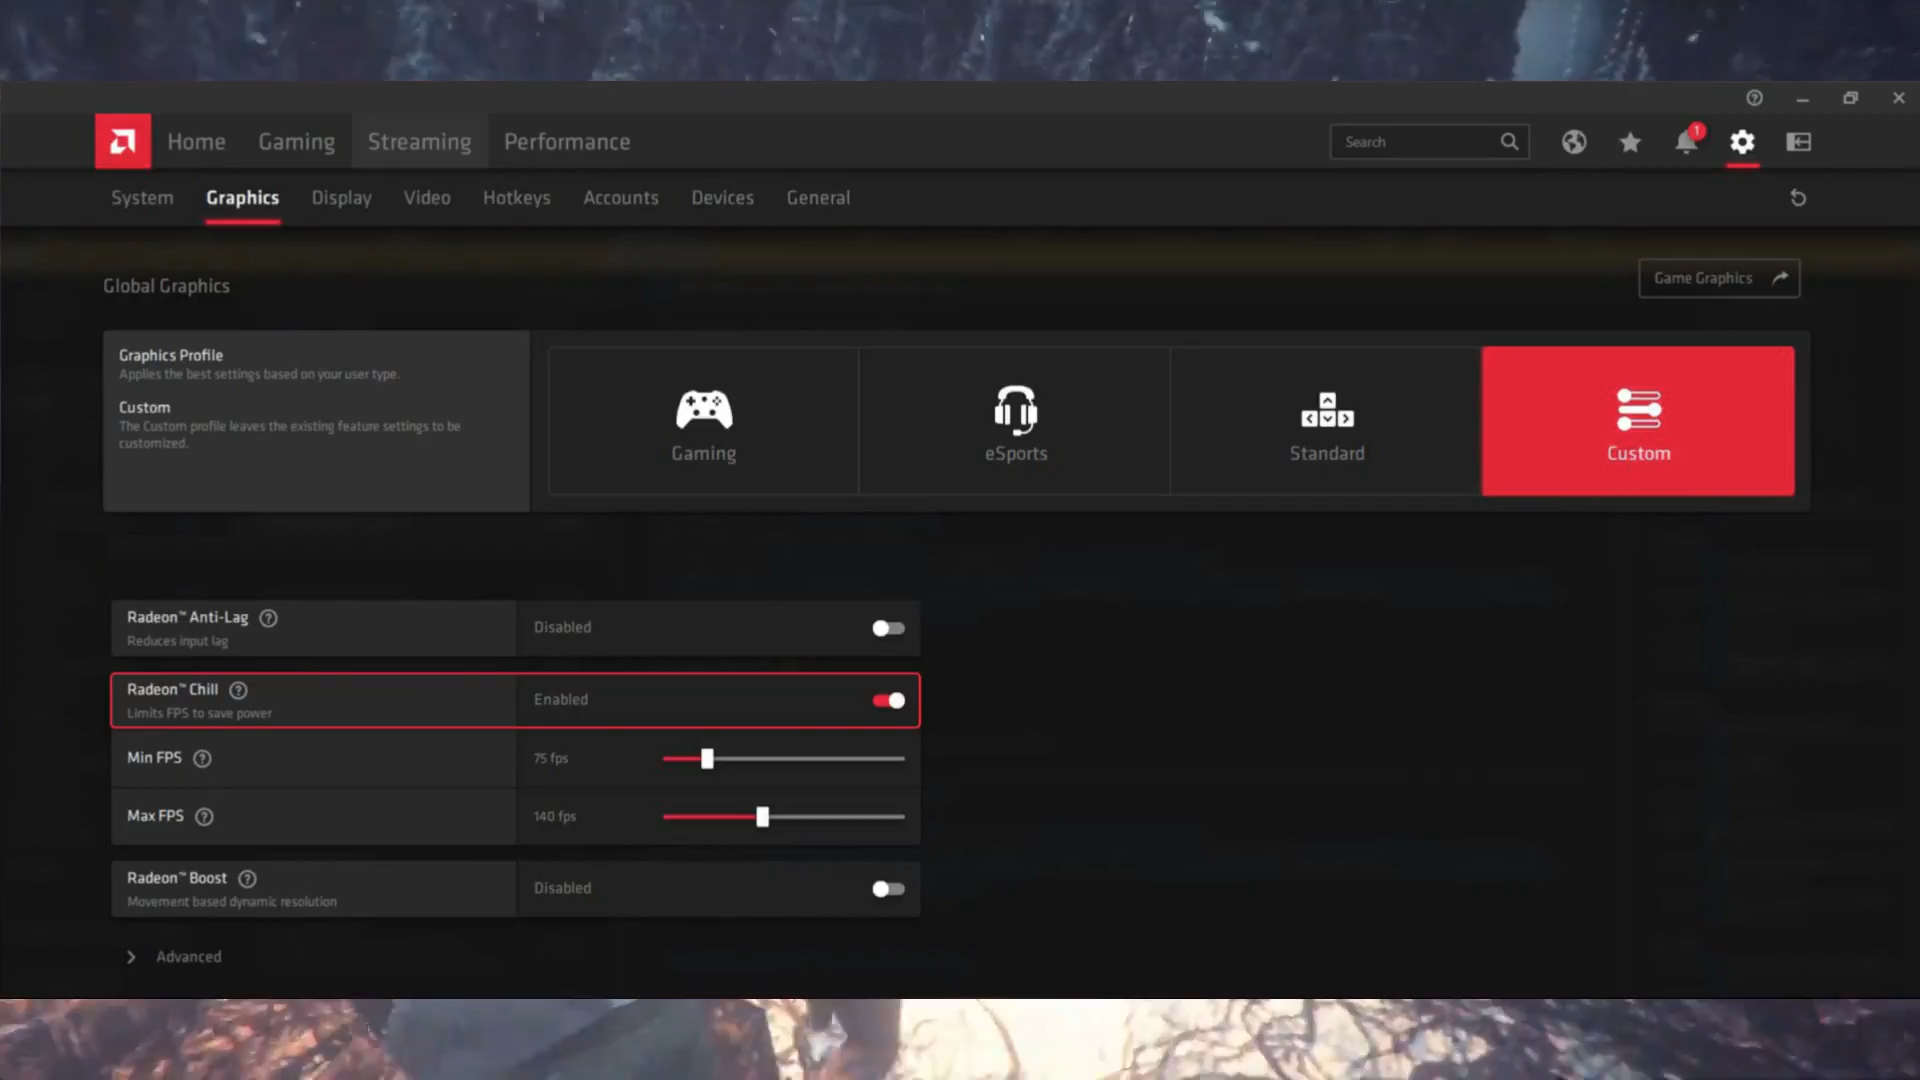 Home Gaming Streaming Performance
Search
1
System Graphics Display Video Hotkeys Accounts Devices General
Global Graphics
Game Graphics
Graphics Profile
Applies the best settings based on your user type.
Custom
The Custom profile leaves the existing feature settings to be
customized.
Gaming
eSports
Standard
Custom
Radeon™ Anti-Lag
Reduces input lag
Disabled
Radeon™ Chill
Limits FPS to save power
Enabled
Min FPS
75 fps
Max FPS
140 fps
Radeon™ Boost
Movement based dynamic resolution
Disabled
Advanced